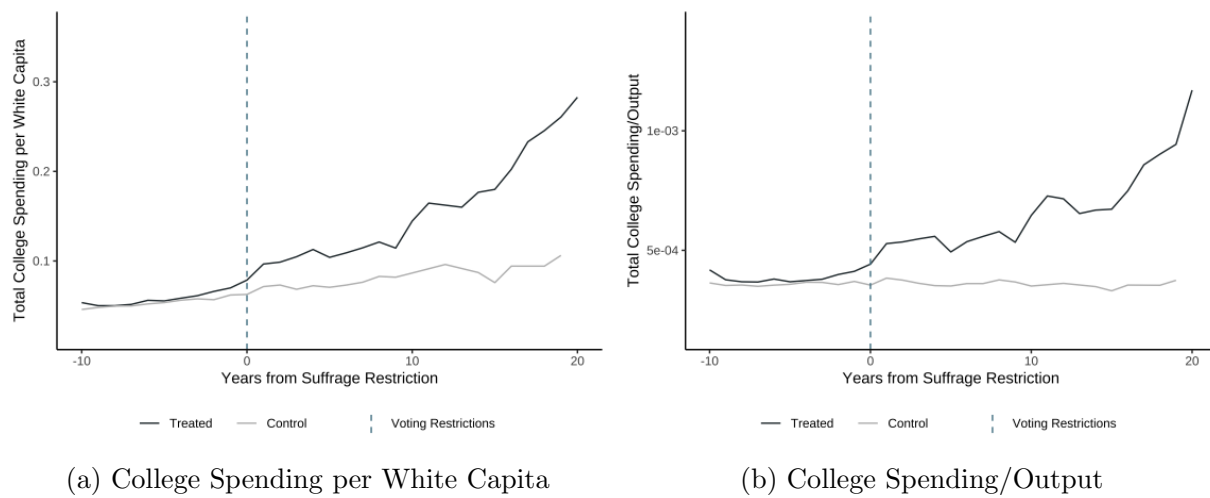 Total College Spending per White Capita
0.3
0.2
0.1
-10
0
10
20
Years from Suffrage Restriction
Treated
Control
Voting Restrictions
(a) College Spending per White Capita
Total College Spending/Output
1e-03
5e-04
-10
0
10
20
Years from Suffrage Restriction
Treated
Control
Voting Restrictions
(b) College Spending/Output